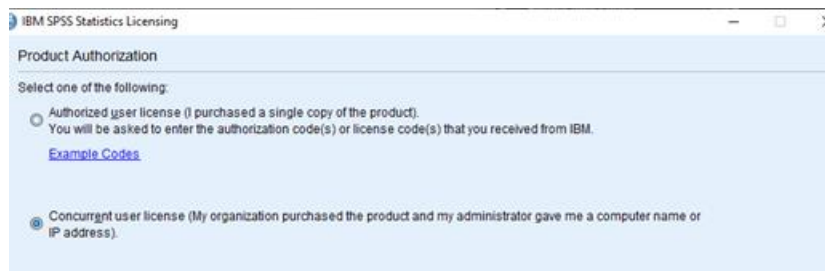 IBM SPSS Statistics Licensing
Product Authorization
Select one of the following:
Authorized user license (I purchased a single copy of the product).
You will be asked to enter the authorization code(s) or license code(s) that you received from IBM.
Example Codes
Concurrent user license (My organization purchased the product and my administrator gave me a computer name or
IP address).